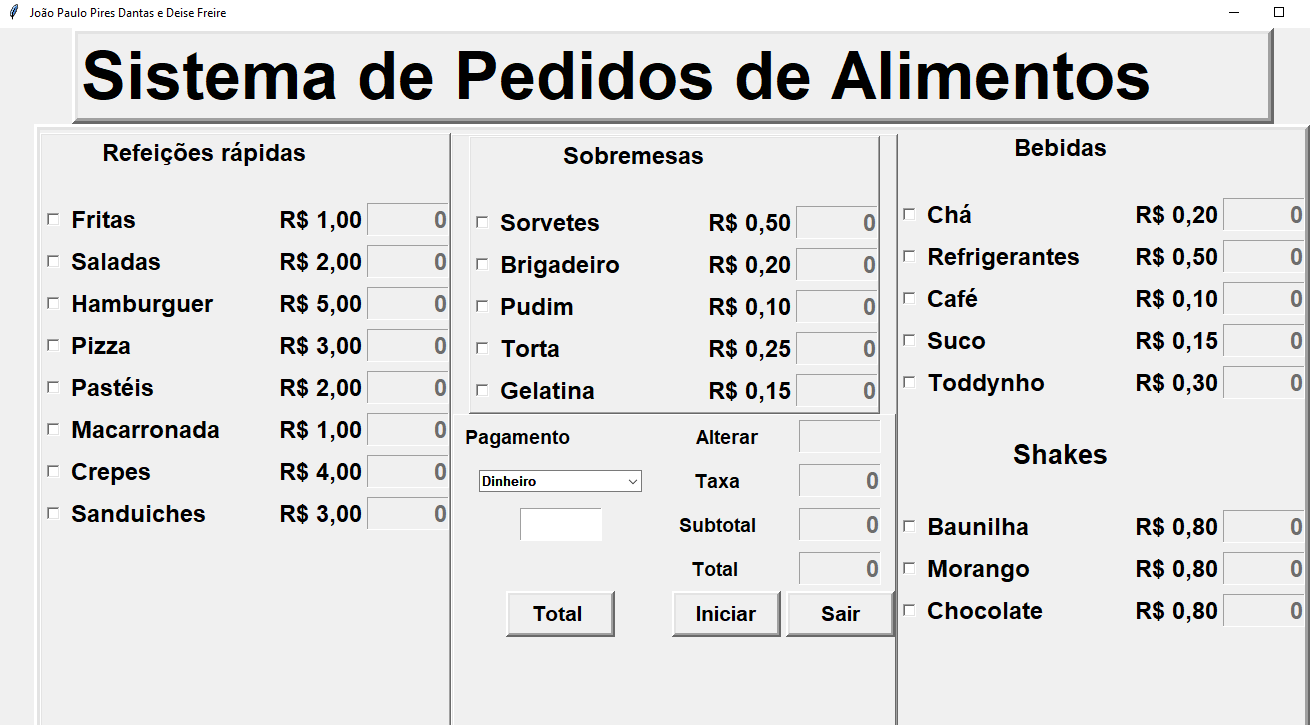 João Paulo Pires Dantas e Deise Freire
Sistema de Pedidos de Alimentos
Refeições rápidas
Fritas R$ 1,00 0
Saladas R$ 2,00 0
Hamburguer R$ 5,00 0
Pizza R$ 3,00 0
Pastéis R$ 2,00 0
Macarronada R$ 1,00 0
Crepes R$ 4,00 0
Sanduiches R$ 3,00 0
Sobremesas
Sorvetes R$ 0,50 0
Brigadeiro R$ 0,20 0
Pudim R$ 0,10 0
Torta R$ 0,25 0
Gelatina R$ 0,15 0
Pagamento Alterar
Dinheiro Taxa 0
Subtotal 0
Total 0
Total Iniciar Sair
Bebidas
Chá R$ 0,20 0
Refrigerantes R$ 0,50 0
Café R$ 0,10 0
Suco R$ 0,15 0
Toddynho R$ 0,30 0
Shakes
Baunilha R$ 0,80 0
Morango R$ 0,80 0
Chocolate R$ 0,80 0